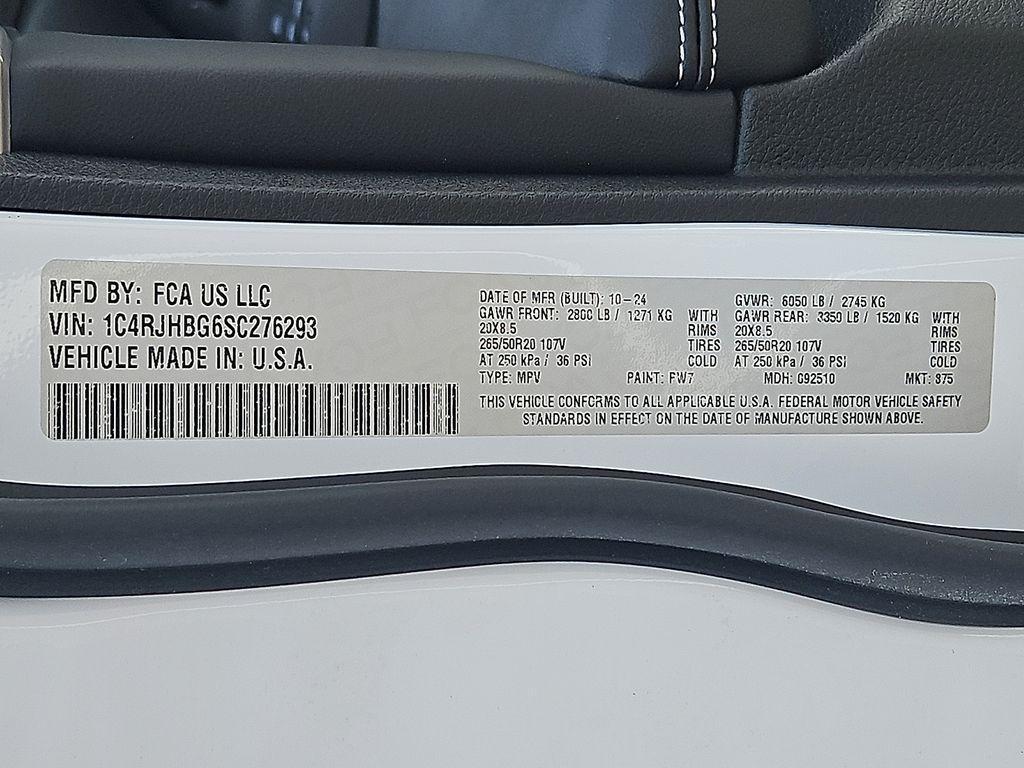 MFD BY: FCA US LLC
VIN: 1C4RJHBG6SC276293
VEHICLE MADE IN: U.S.A.
DATE OF MFR (BUILT): 10-24
GAWR FRONT: 2800 LB / 1271 KG WITH
20X8.5 RIMS
265/50R20 107V TIRES
AT 250 kPa / 36 PSI COLD
GVWR: 6050 LB / 2745 KG
GAWR REAR: 3350 LB / 1520 KG WITH
20X8.5 RIMS
265/50R20 107V TIRES
AT 250 kPa / 36 PSI COLD
TYPE: MPV PAINT: FW7 MDH: 092510 MKT: 875
THIS VEHICLE CONFORMS TO ALL APPLICABLE U.S.A. FEDERAL MOTOR VEHICLE SAFETY
STANDARDS IN EFFECT ON THE DATE OF MANUFACTURE SHOWN ABOVE.